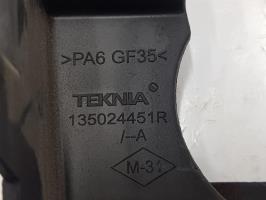 >PA6 GF35<
TEKNIA®
135024451R
/--A
M-31